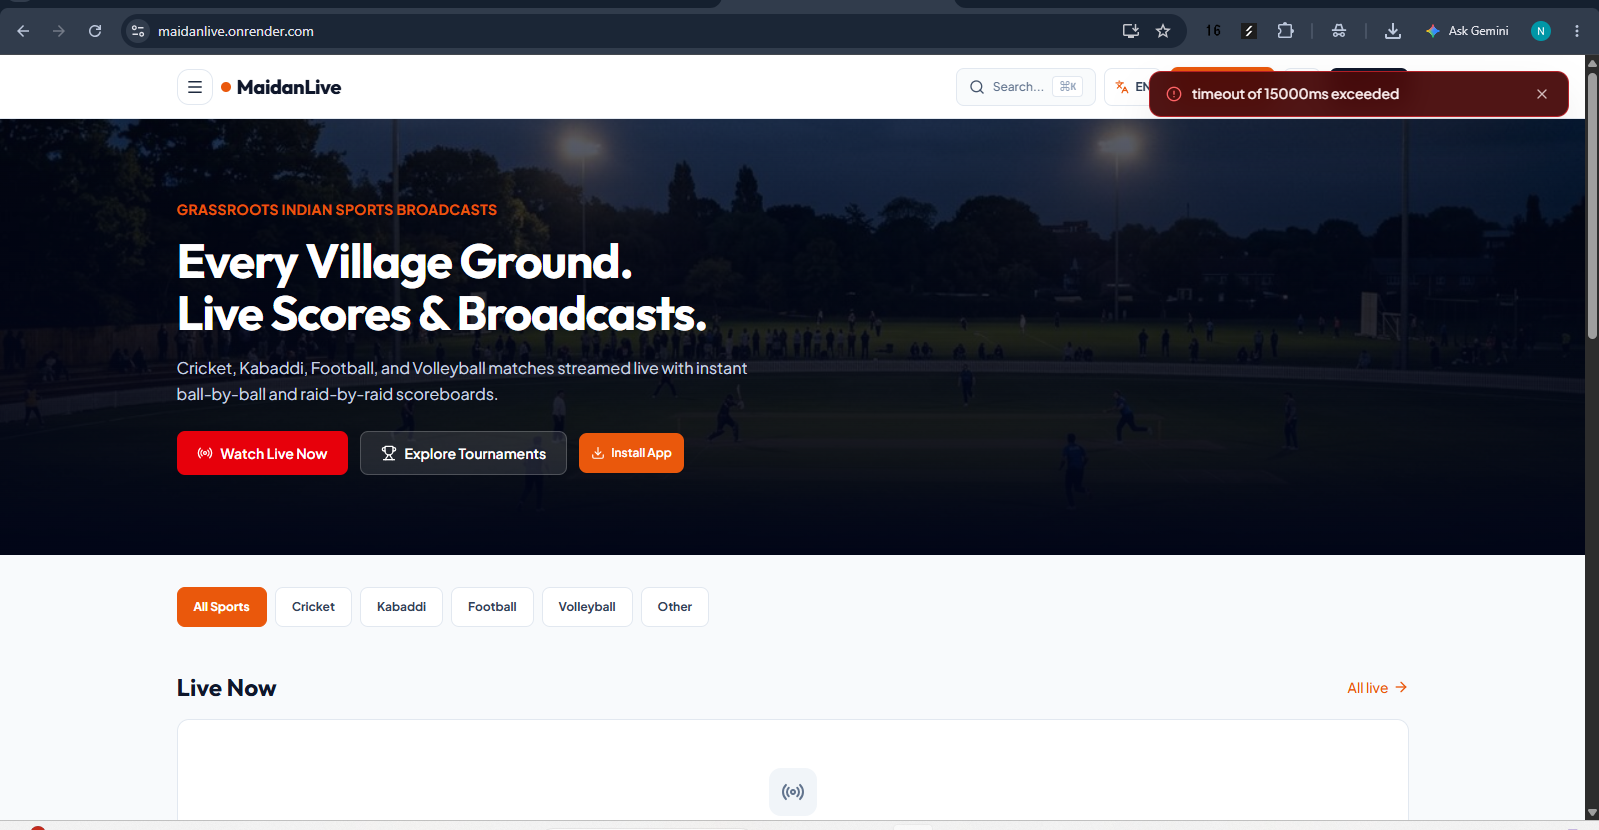 maidanlive.onrender.com
16
Ask Gemini
N
MaidanLive
Search...
⌘K
EN
timeout of 15000ms exceeded
GRASSROOTS INDIAN SPORTS BROADCASTS
Every Village Ground.
Live Scores & Broadcasts.
Cricket, Kabaddi, Football, and Volleyball matches streamed live with instant
ball-by-ball and raid-by-raid scoreboards.
Watch Live Now
Explore Tournaments
Install App
All Sports
Cricket
Kabaddi
Football
Volleyball
Other
Live Now
All live